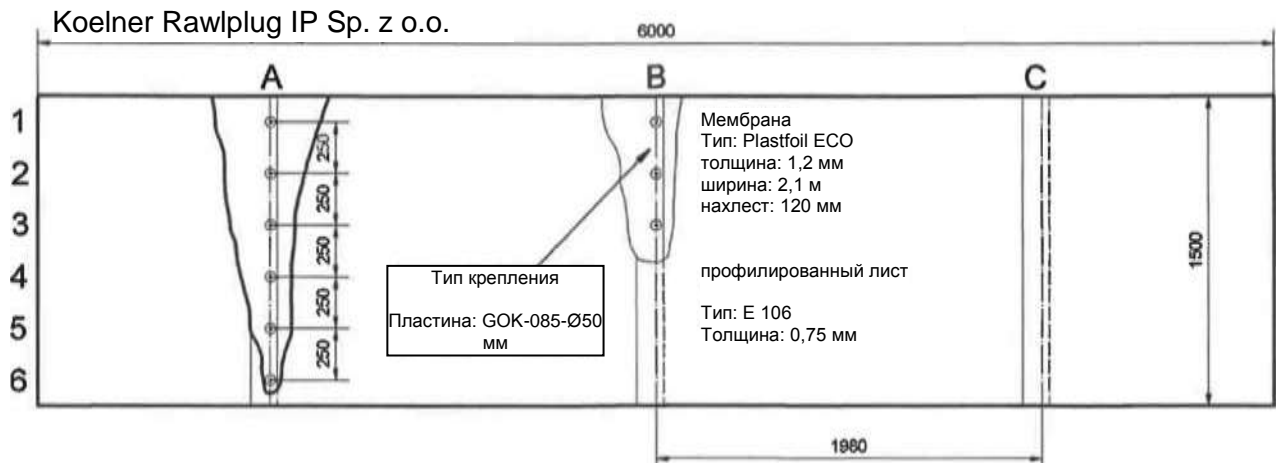 Koelner Rawlplug IP Sp. z o.o.
6000
A
B
C
1
2
3
4
5
6
250
250
250
250
250
Мембрана
Тип: Plastfoil ECO
толщина: 1,2 мм
ширина: 2,1 м
нахлест: 120 мм
Тип крепления
Пластина: GOK-085-Ø50
мм
профилированный лист
Тип: E 106
Толщина: 0,75 мм
1500
1980